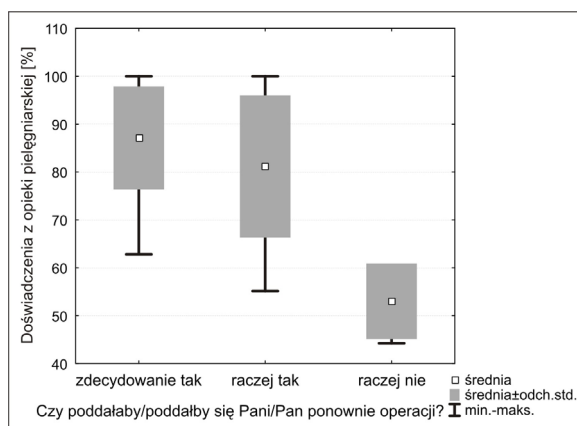 Doświadczenia z opieki pielęgniarskiej [%]
110
100
90
80
70
60
50
40
zdecydowanie tak raczej tak raczej nie
Czy poddałaby/poddałby się Pani/Pan ponownie operacji?
średnia
średnia±odch.std.
min.-maks.